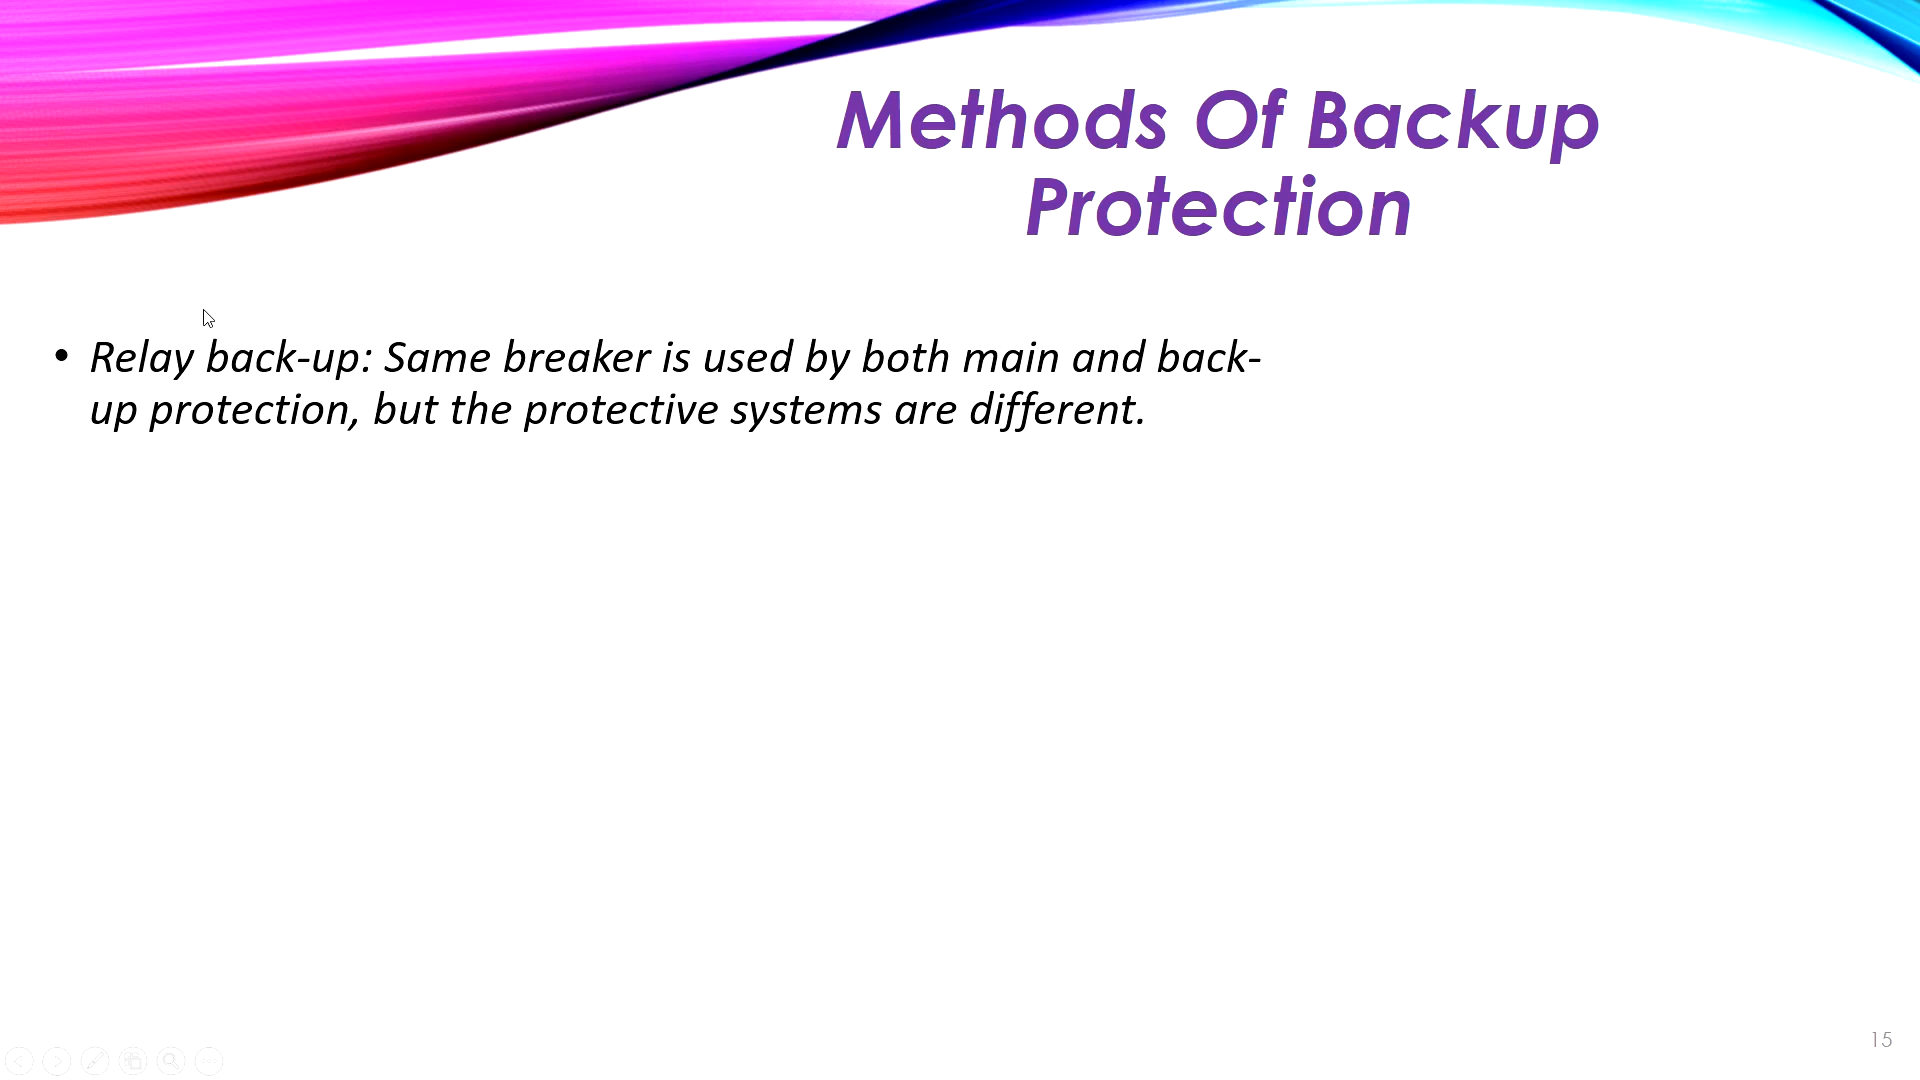 Methods Of Backup
Protection
• Relay back-up: Same breaker is used by both main and back-
up protection, but the protective systems are different.
15